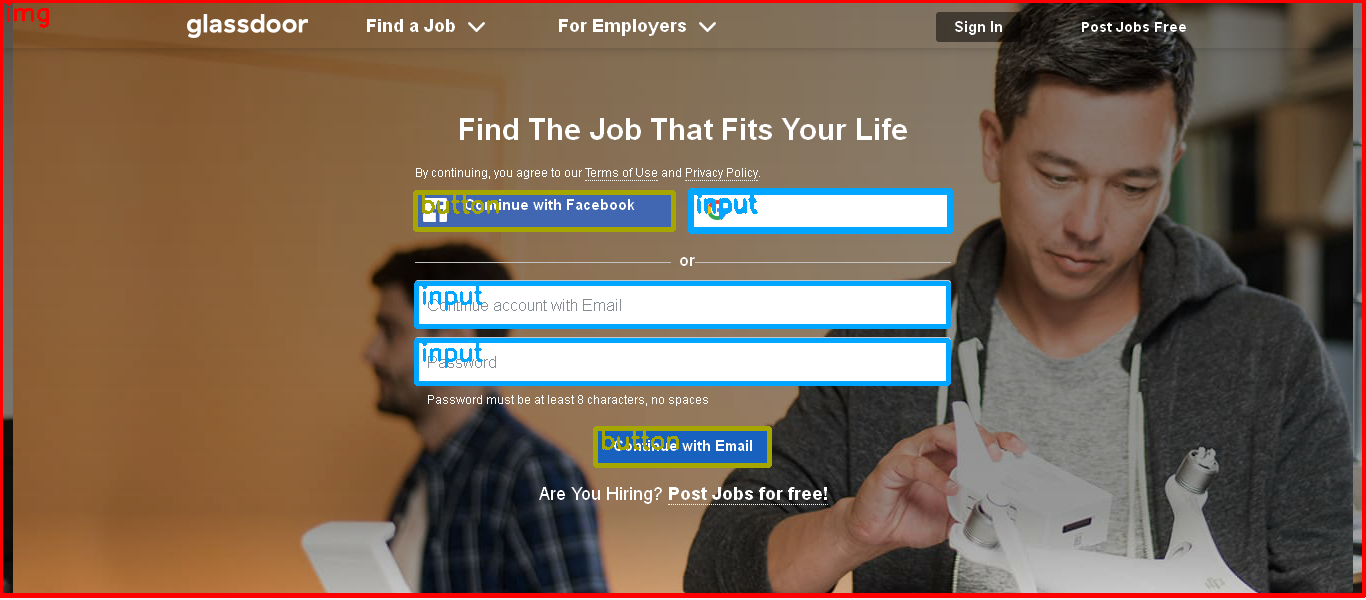 img
glassdoor Find a Job For Employers Sign In Post Jobs Free
Find The Job That Fits Your Life
By continuing, you agree to our Terms of Use and Privacy Policy.
button Continue with Facebook input
or
input
Continue account with Email
input
Password
Password must be at least 8 characters, no spaces
button Continue with Email
Are You Hiring? Post Jobs for free!